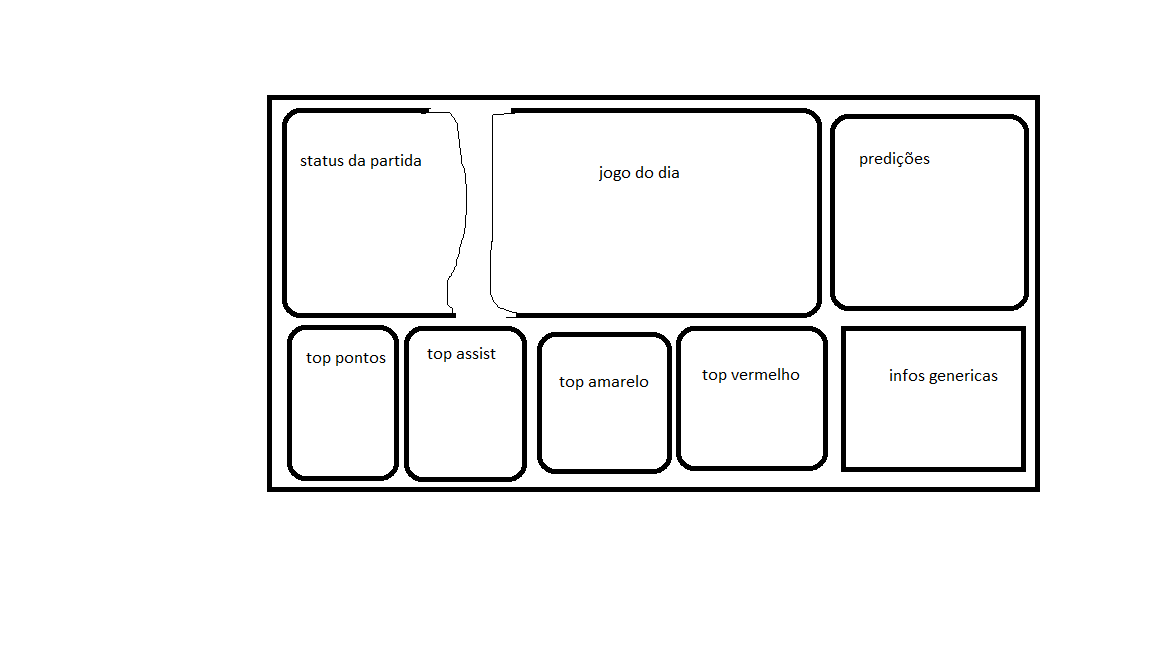 status da partida
jogo do dia
predições
top pontos
top assist
top amarelo
top vermelho
infos genericas